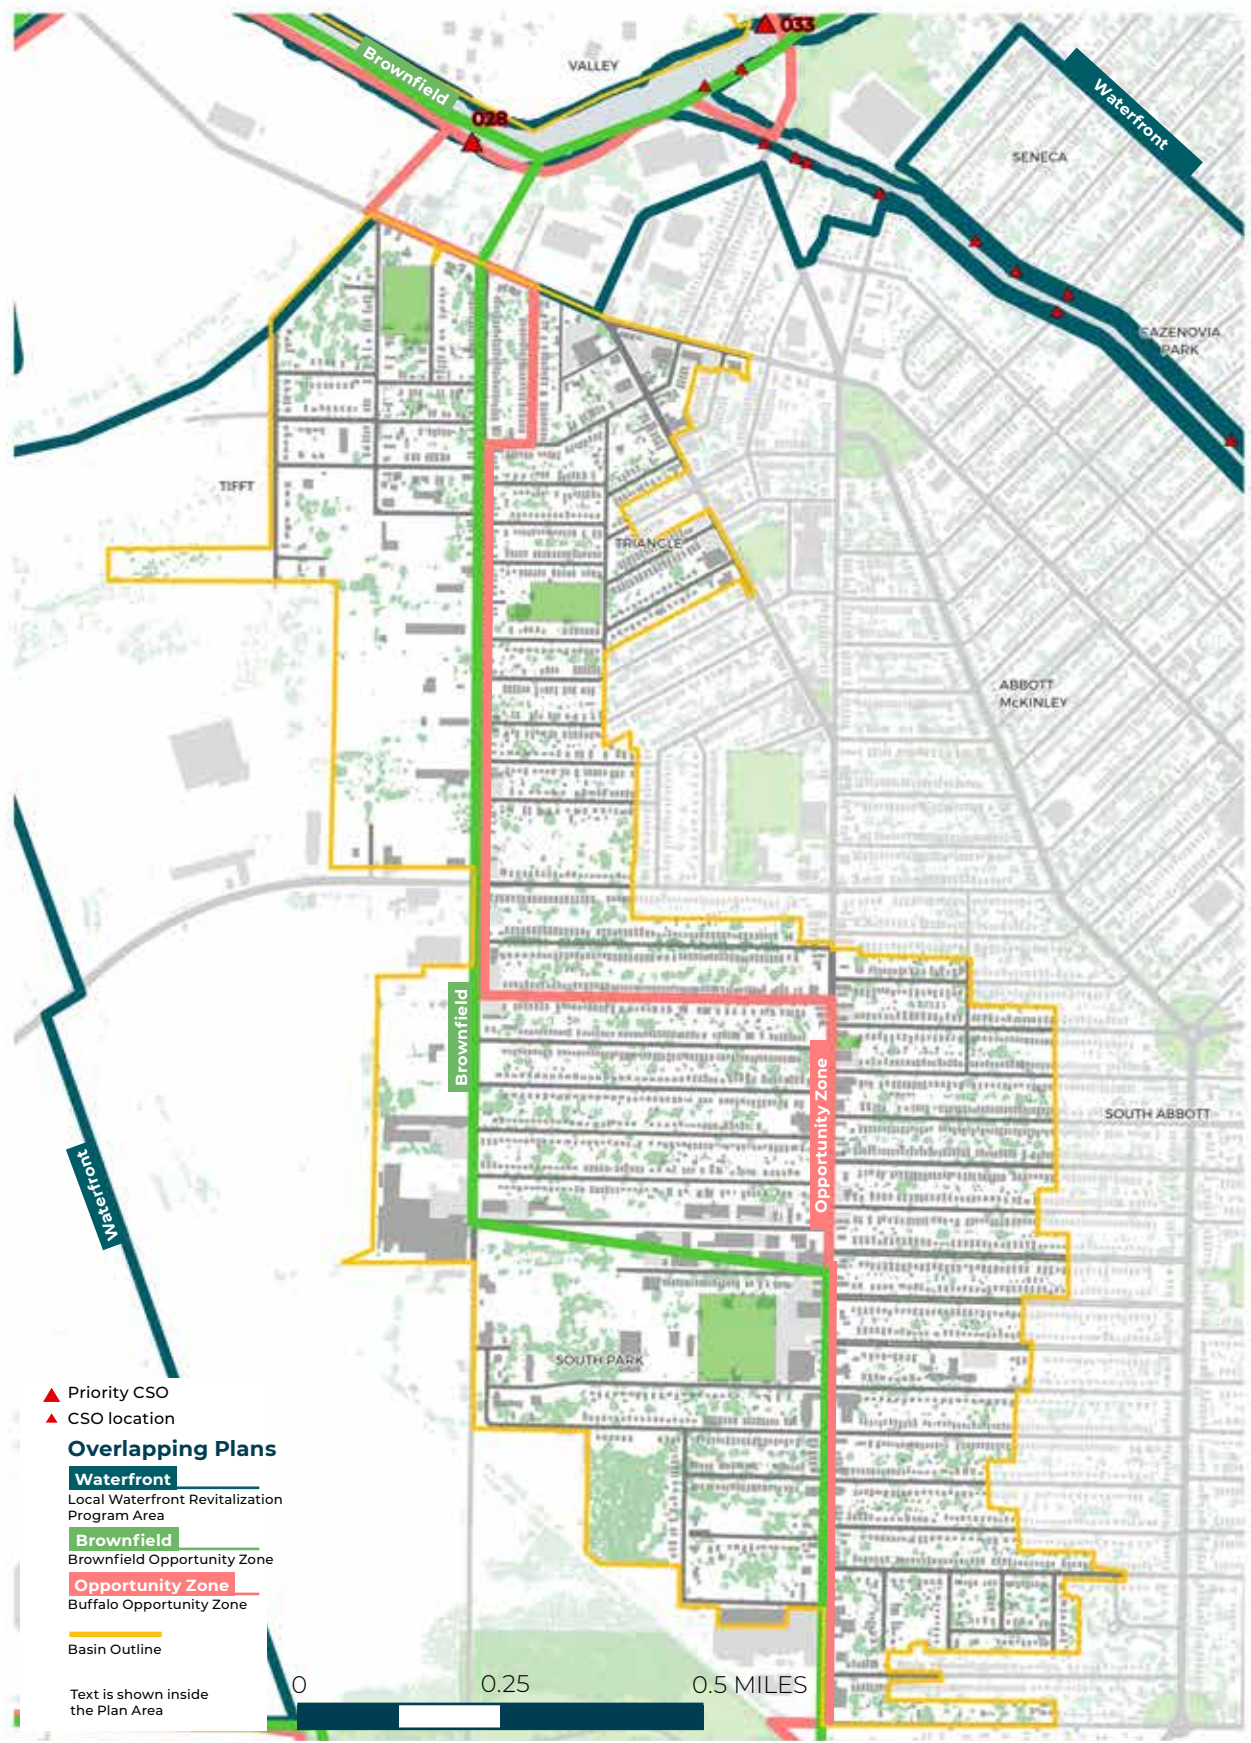 033
Brownfield
VALLEY
028
Waterfront
SENECA
CAZENOVIA
PARK
TIFFT
TRIANGLE
ABBOTT
McKINLEY
Brownfield
Opportunity Zone
SOUTH ABBOTT
Waterfront
SOUTH PARK
Priority CSO
CSO location
Overlapping Plans
Waterfront
Local Waterfront Revitalization
Program Area
Brownfield
Brownfield Opportunity Zone
Opportunity Zone
Buffalo Opportunity Zone
Basin Outline
Text is shown inside
the Plan Area
0 0.25 0.5 MILES